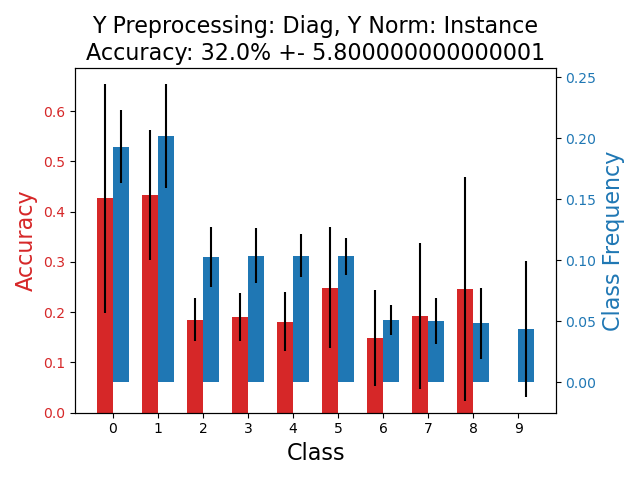 Y Preprocessing: Diag, Y Norm: Instance
Accuracy: 32.0% +- 5.800000000000001
0.6
0.5
0.4
0.3
0.2
0.1
0.0
Accuracy
0.25
0.20
0.15
0.10
0.05
0.00
Class Frequency
0 1 2 3 4 5 6 7 8 9
Class